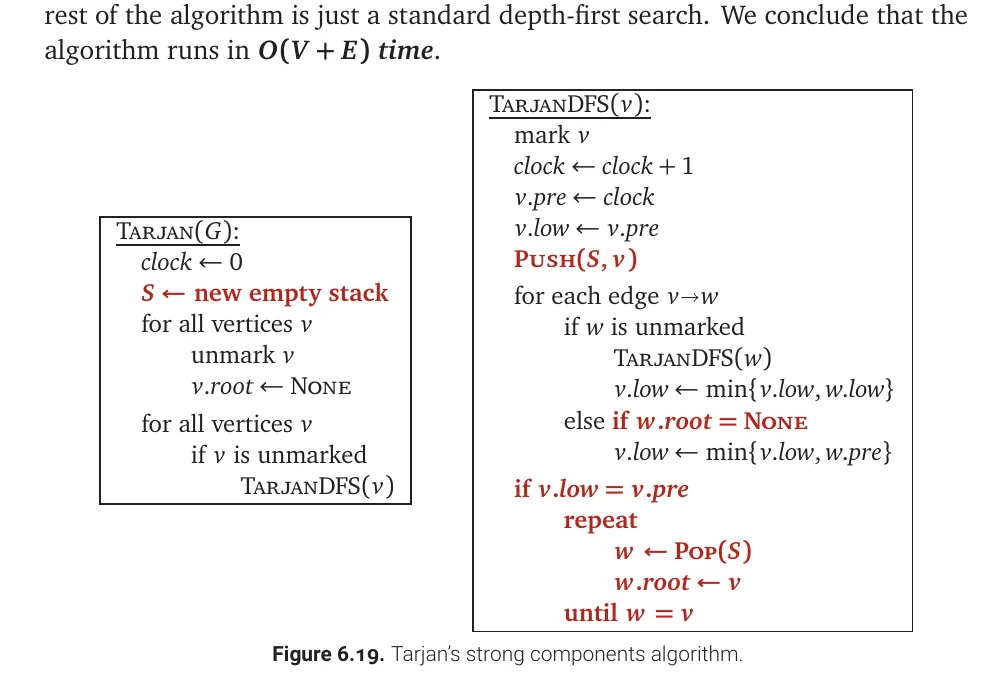 rest of the algorithm is just a standard depth-first search. We conclude that the
algorithm runs in O(V + E) time.
TARJAN(G):
clock ← 0
S ← new empty stack
for all vertices v
unmark v
v.root ← NONE
for all vertices v
if v is unmarked
TARJANDFS(v)
TARJANDFS(v):
mark v
clock ← clock + 1
v.pre ← clock
v.low ← v.pre
PUSH(S, v)
for each edge v→w
if w is unmarked
TARJANDFS(w)
v.low ← min{v.low, w.low}
else if w.root = NONE
v.low ← min{v.low, w.pre}
if v.low = v.pre
repeat
w ← POP(S)
w.root ← v
until w = v
Figure 6.19. Tarjan’s strong components algorithm.